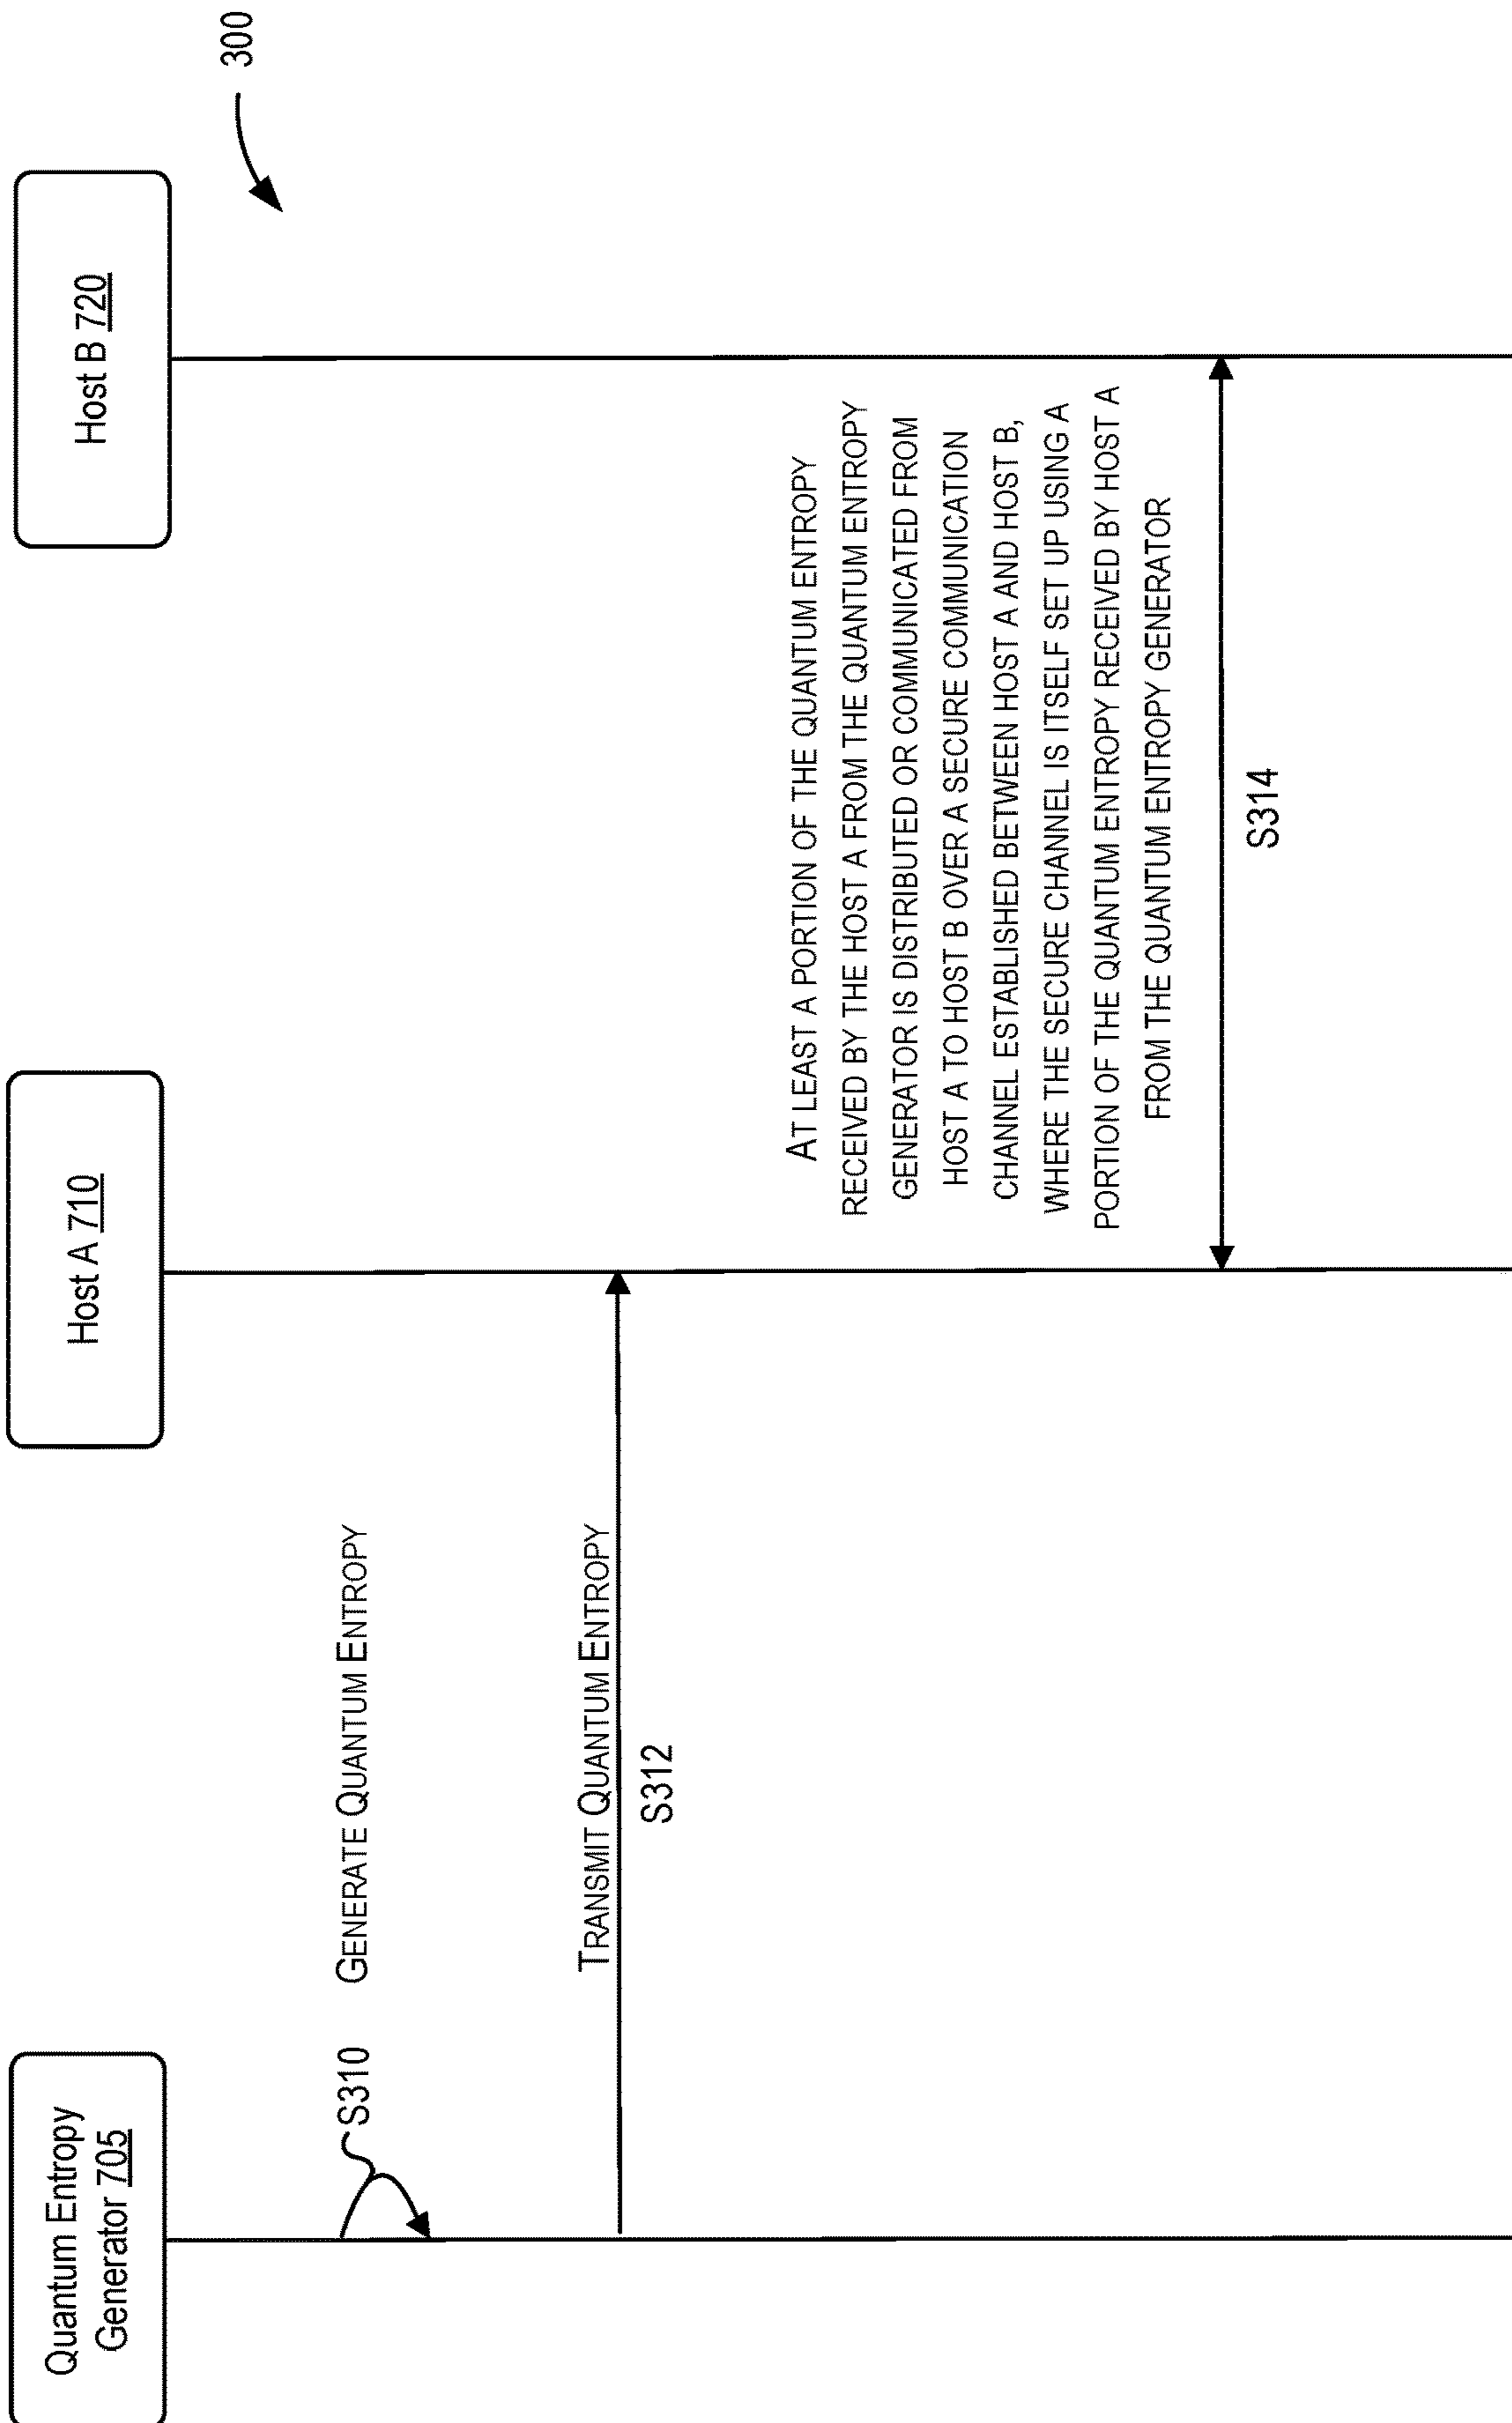 Quantum Entropy
Generator 705
Host A 710
Host B 720
300
S310
GENERATE QUANTUM ENTROPY
TRANSMIT QUANTUM ENTROPY
S312
AT LEAST A PORTION OF THE QUANTUM ENTROPY
RECEIVED BY THE HOST A FROM THE QUANTUM ENTROPY
GENERATOR IS DISTRIBUTED OR COMMUNICATED FROM
HOST A TO HOST B OVER A SECURE COMMUNICATION
CHANNEL ESTABLISHED BETWEEN HOST A AND HOST B,
WHERE THE SECURE CHANNEL IS ITSELF SET UP USING A
PORTION OF THE QUANTUM ENTROPY RECEIVED BY HOST A
FROM THE QUANTUM ENTROPY GENERATOR
S314